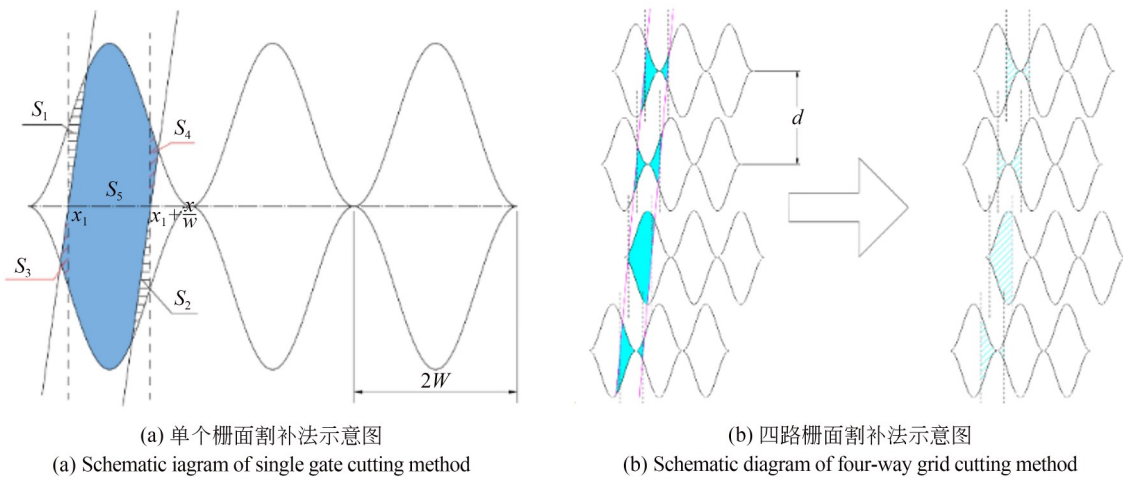 S₁
S₄
S₅
x₁
x₁+x/w
S₃
S₂
2W
d
(a) 单个栅面割补法示意图
(a) Schematic iagram of single gate cutting method
(b) 四路栅面割补法示意图
(b) Schematic diagram of four-way grid cutting method